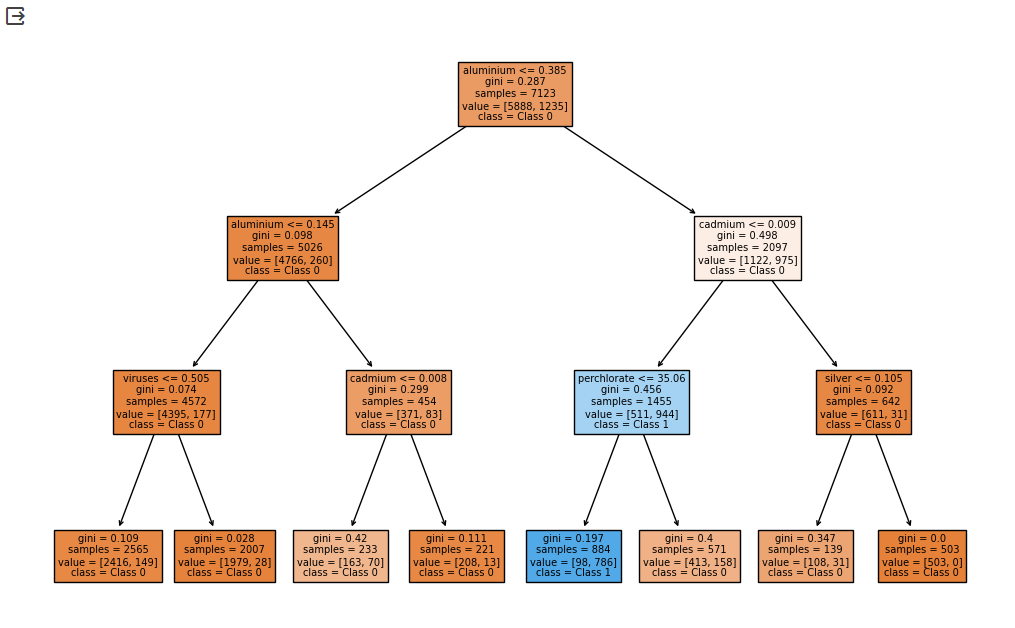 aluminium <= 0.385
gini = 0.287
samples = 7123
value = [5888, 1235]
class = Class 0
aluminium <= 0.145
gini = 0.098
samples = 5026
value = [4766, 260]
class = Class 0
cadmium <= 0.009
gini = 0.498
samples = 2097
value = [1122, 975]
class = Class 0
viruses <= 0.505
gini = 0.074
samples = 4572
value = [4395, 177]
class = Class 0
cadmium <= 0.008
gini = 0.299
samples = 454
value = [371, 83]
class = Class 0
perchlorate <= 35.06
gini = 0.456
samples = 1455
value = [511, 944]
class = Class 1
silver <= 0.105
gini = 0.092
samples = 642
value = [611, 31]
class = Class 0
gini = 0.109
samples = 2565
value = [2416, 149]
class = Class 0
gini = 0.028
samples = 2007
value = [1979, 28]
class = Class 0
gini = 0.42
samples = 233
value = [163, 70]
class = Class 0
gini = 0.111
samples = 221
value = [208, 13]
class = Class 0
gini = 0.197
samples = 884
value = [98, 786]
class = Class 1
gini = 0.4
samples = 571
value = [413, 158]
class = Class 0
gini = 0.347
samples = 139
value = [108, 31]
class = Class 0
gini = 0.0
samples = 503
value = [503, 0]
class = Class 0